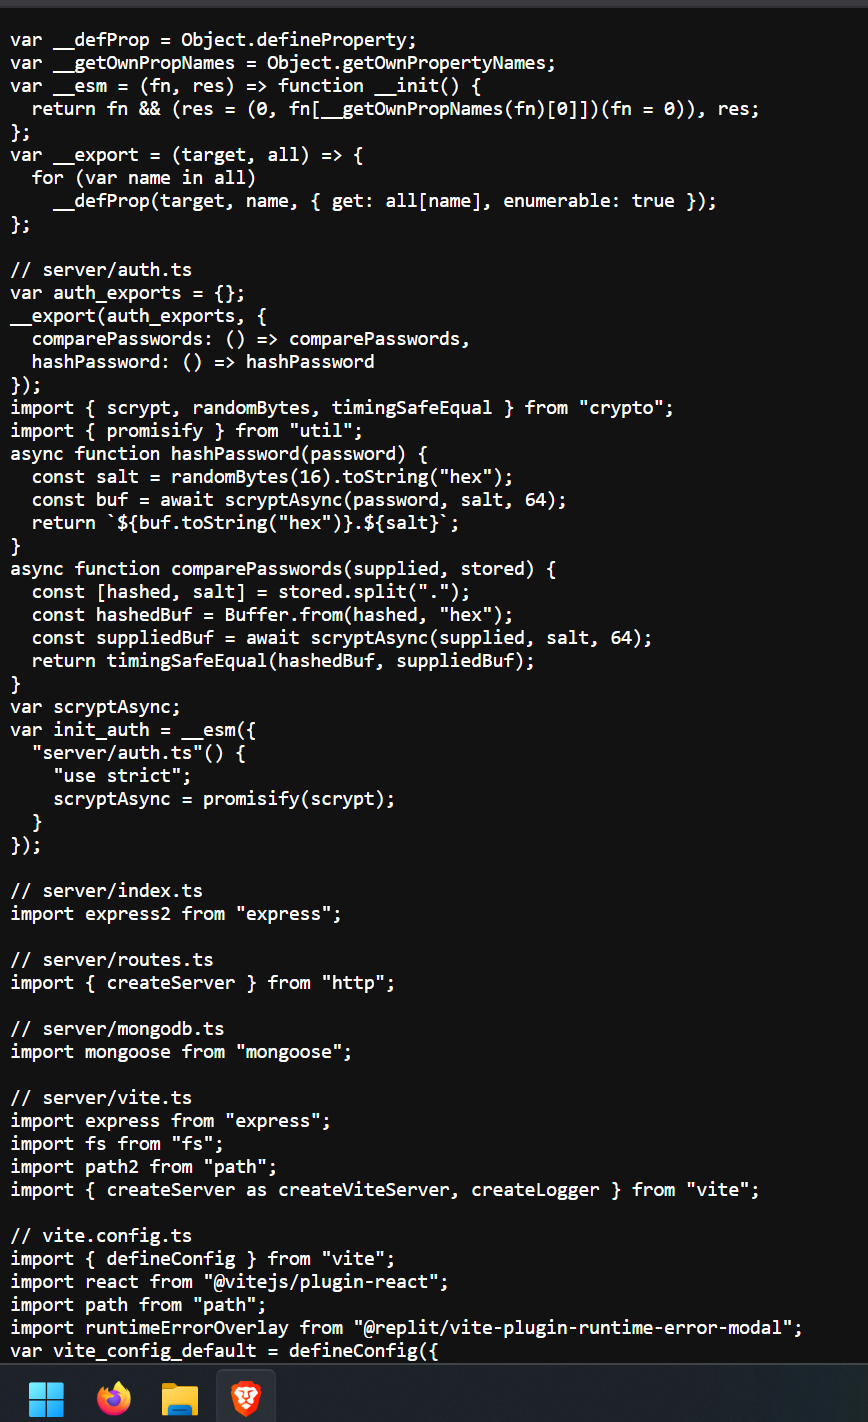 var __defProp = Object.defineProperty;
var __getOwnPropNames = Object.getOwnPropertyNames;
var __esm = (fn, res) => function __init() {
  return fn && (res = (0, fn[__getOwnPropNames(fn)[0]])(fn = 0)), res;
};
var __export = (target, all) => {
  for (var name in all)
    __defProp(target, name, { get: all[name], enumerable: true });
};

// server/auth.ts
var auth_exports = {};
__export(auth_exports, {
  comparePasswords: () => comparePasswords,
  hashPassword: () => hashPassword
});
import { scrypt, randomBytes, timingSafeEqual } from "crypto";
import { promisify } from "util";
async function hashPassword(password) {
  const salt = randomBytes(16).toString("hex");
  const buf = await scryptAsync(password, salt, 64);
  return `${buf.toString("hex")}.${salt}`;
}
async function comparePasswords(supplied, stored) {
  const [hashed, salt] = stored.split(".");
  const hashedBuf = Buffer.from(hashed, "hex");
  const suppliedBuf = await scryptAsync(supplied, salt, 64);
  return timingSafeEqual(hashedBuf, suppliedBuf);
}
var scryptAsync;
var init_auth = __esm({
  "server/auth.ts"() {
    "use strict";
    scryptAsync = promisify(scrypt);
  }
});

// server/index.ts
import express2 from "express";

// server/routes.ts
import { createServer } from "http";

// server/mongodb.ts
import mongoose from "mongoose";

// server/vite.ts
import express from "express";
import fs from "fs";
import path2 from "path";
import { createServer as createViteServer, createLogger } from "vite";

// vite.config.ts
import { defineConfig } from "vite";
import react from "@vitejs/plugin-react";
import path from "path";
import runtimeErrorOverlay from "@replit/vite-plugin-runtime-error-modal";
var vite_config_default = defineConfig({